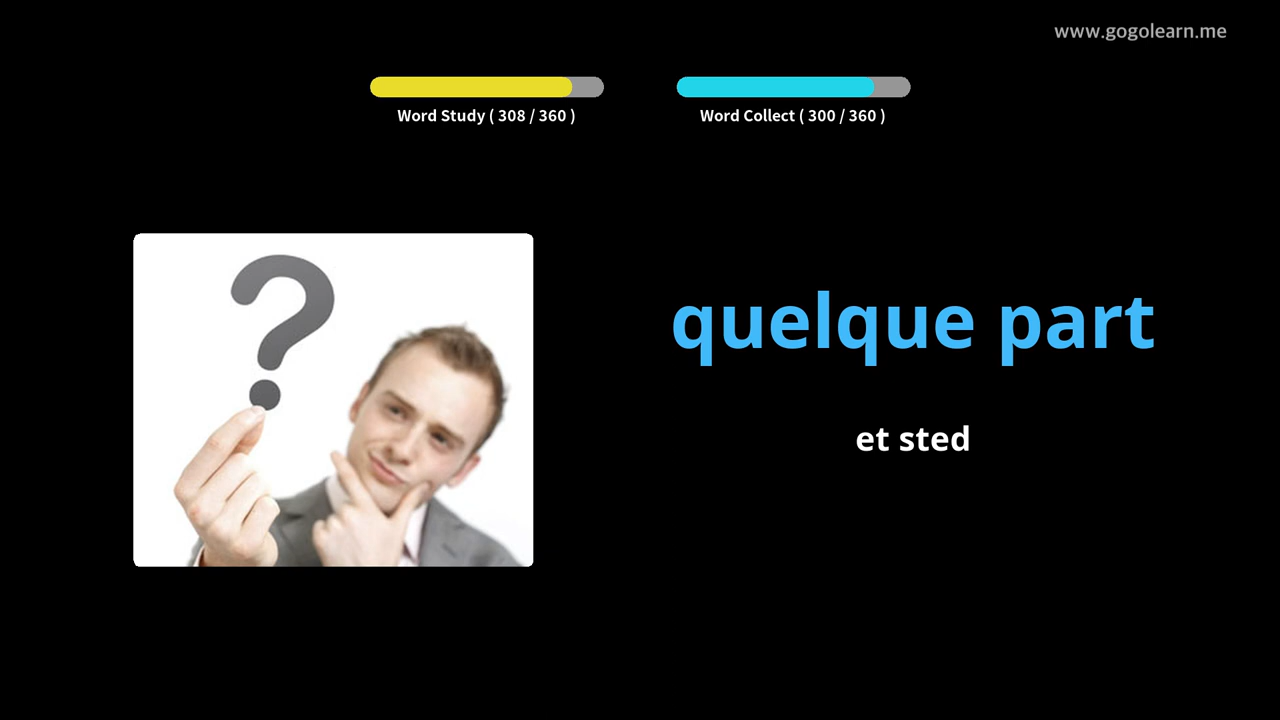 www.gogolearn.me
Word Study ( 308 / 360 )
Word Collect ( 300 / 360 )
quelque part
et sted